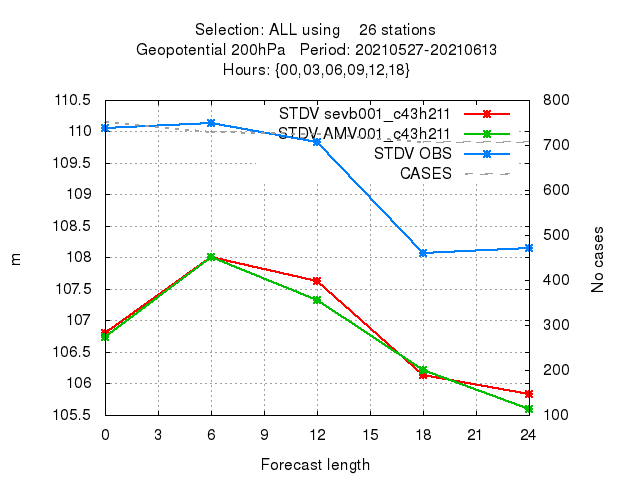 Selection: ALL using    26 stations
Geopotential 200hPa   Period: 20210527-20210613
Hours: {00,03,06,09,12,18}
STDV sevb001_c43h211
STDV AMV001_c43h211
STDV OBS
CASES
110.5
110
109.5
109
108.5
108
107.5
107
106.5
106
105.5
m
800
700
600
500
400
300
200
100
No cases
0 3 6 9 12 15 18 21 24
Forecast length